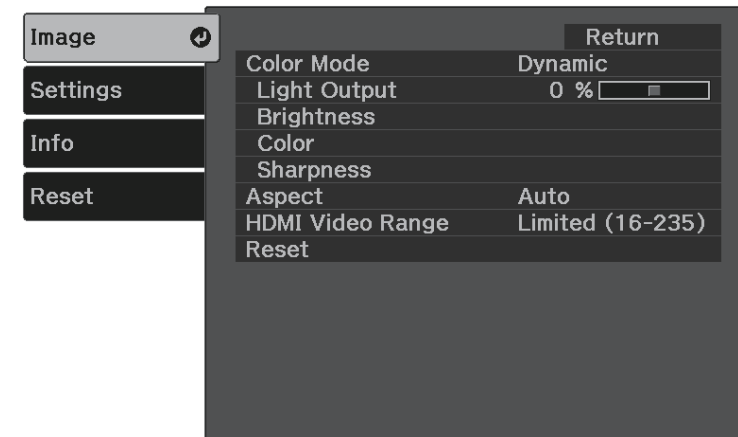 Image
Settings
Info
Reset
Return
Color Mode Dynamic
Light Output 0 %
Brightness
Color
Sharpness
Aspect Auto
HDMI Video Range Limited (16-235)
Reset